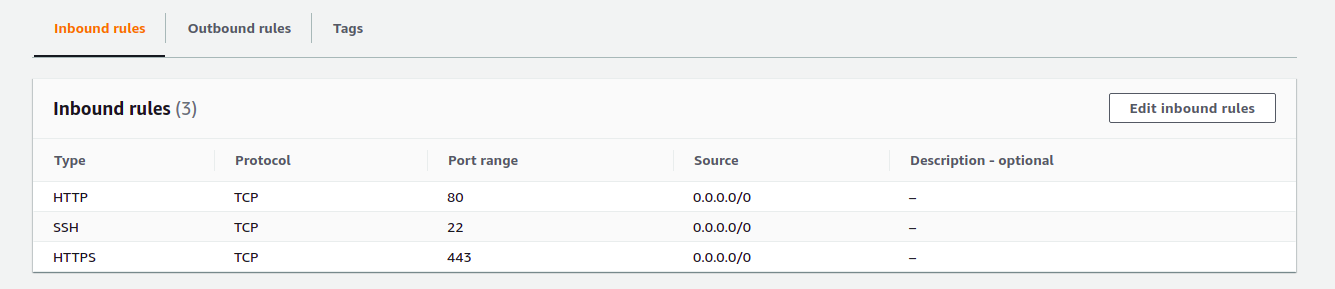 Inbound rules Outbound rules Tags
Inbound rules (3) Edit inbound rules
Type Protocol Port range Source Description - optional
HTTP TCP 80 0.0.0.0/0 –
SSH TCP 22 0.0.0.0/0 –
HTTPS TCP 443 0.0.0.0/0 –